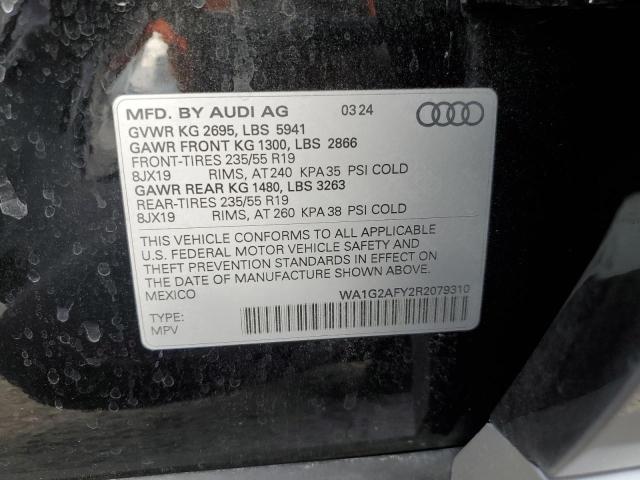 MFD. BY AUDI AG 03 24
GVWR KG 2695, LBS 5941
GAWR FRONT KG 1300, LBS 2866
FRONT-TIRES 235/55 R19
8JX19 RIMS, AT 240 KPA 35 PSI COLD
GAWR REAR KG 1480, LBS 3263
REAR-TIRES 235/55 R19
8JX19 RIMS, AT 260 KPA 38 PSI COLD
THIS VEHICLE CONFORMS TO ALL APPLICABLE
U.S. FEDERAL MOTOR VEHICLE SAFETY AND
THEFT PREVENTION STANDARDS IN EFFECT ON
THE DATE OF MANUFACTURE SHOWN ABOVE.
MEXICO WA1G2AFY2R2079310
TYPE:
MPV